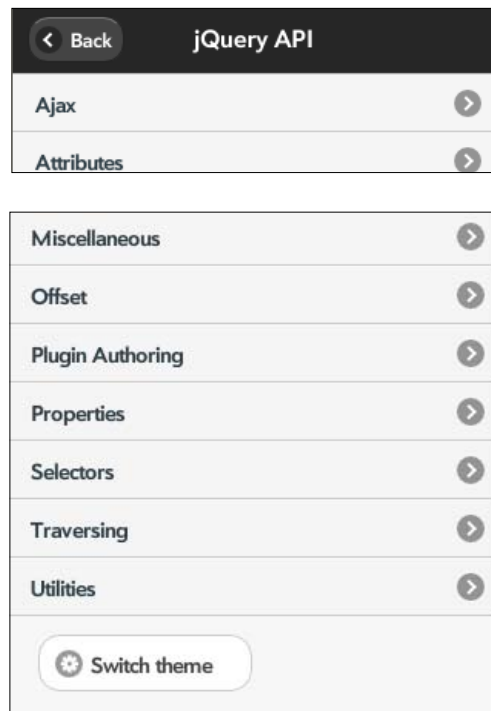 Back jQuery API
Ajax
Attributes
Miscellaneous
Offset
Plugin Authoring
Properties
Selectors
Traversing
Utilities
Switch theme